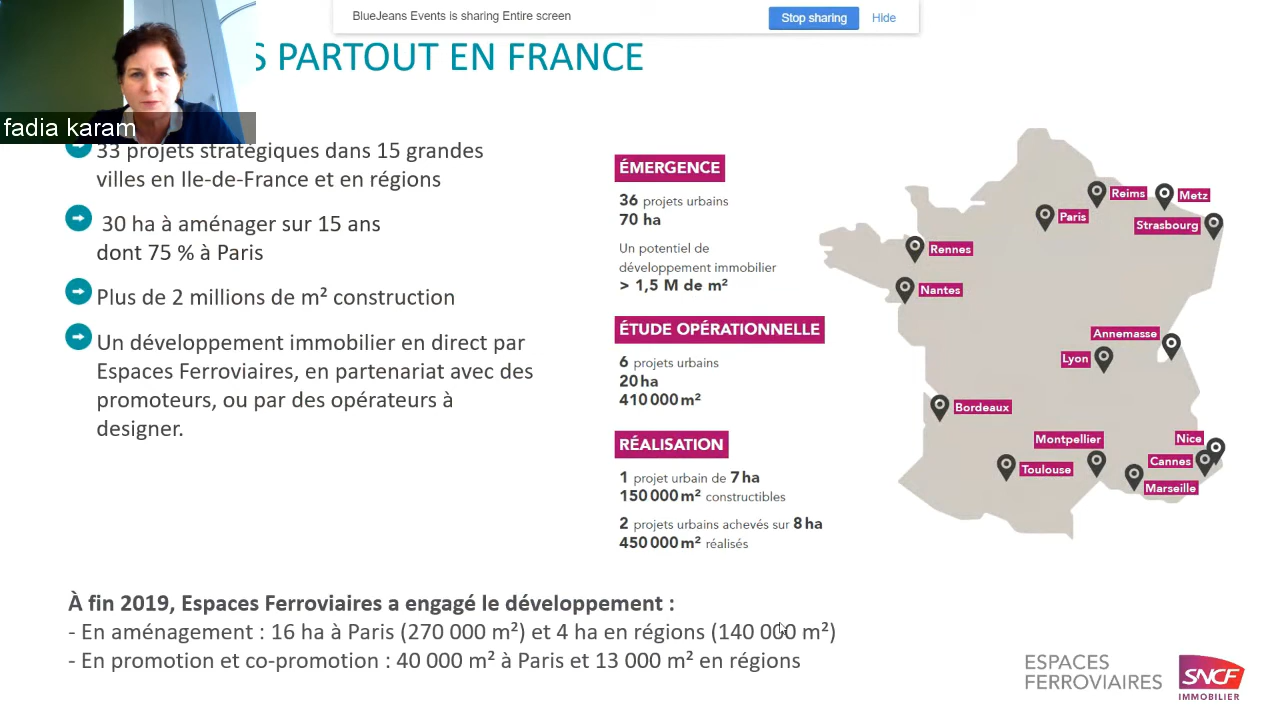 BlueJeans Events is sharing Entire screen
Stop sharing
Hide
S PARTOUT EN FRANCE
fadia karam
33 projets stratégiques dans 15 grandes
villes en Ile-de-France et en régions
30 ha à aménager sur 15 ans
dont 75 % à Paris
Plus de 2 millions de m² construction
Un développement immobilier en direct par
Espaces Ferroviaires, en partenariat avec des
promoteurs, ou par des opérateurs à
designer.
ÉMERGENCE
36 projets urbains
70 ha
Un potentiel de
développement immobilier
> 1,5 M de m²
ÉTUDE OPÉRATIONNELLE
6 projets urbains
20 ha
410 000 m²
RÉALISATION
1 projet urbain de 7 ha
150 000 m² constructibles
2 projets urbains achevés sur 8 ha
450 000 m² réalisés
Reims
Metz
Paris
Strasbourg
Rennes
Nantes
Annemasse
Lyon
Bordeaux
Montpellier
Nice
Toulouse
Cannes
Marseille
À fin 2019, Espaces Ferroviaires a engagé le développement :
- En aménagement : 16 ha à Paris (270 000 m²) et 4 ha en régions (140 000 m²)
- En promotion et co-promotion : 40 000 m² à Paris et 13 000 m² en régions
ESPACES
FERROVIAIRES
SNCF
IMMOBILIER